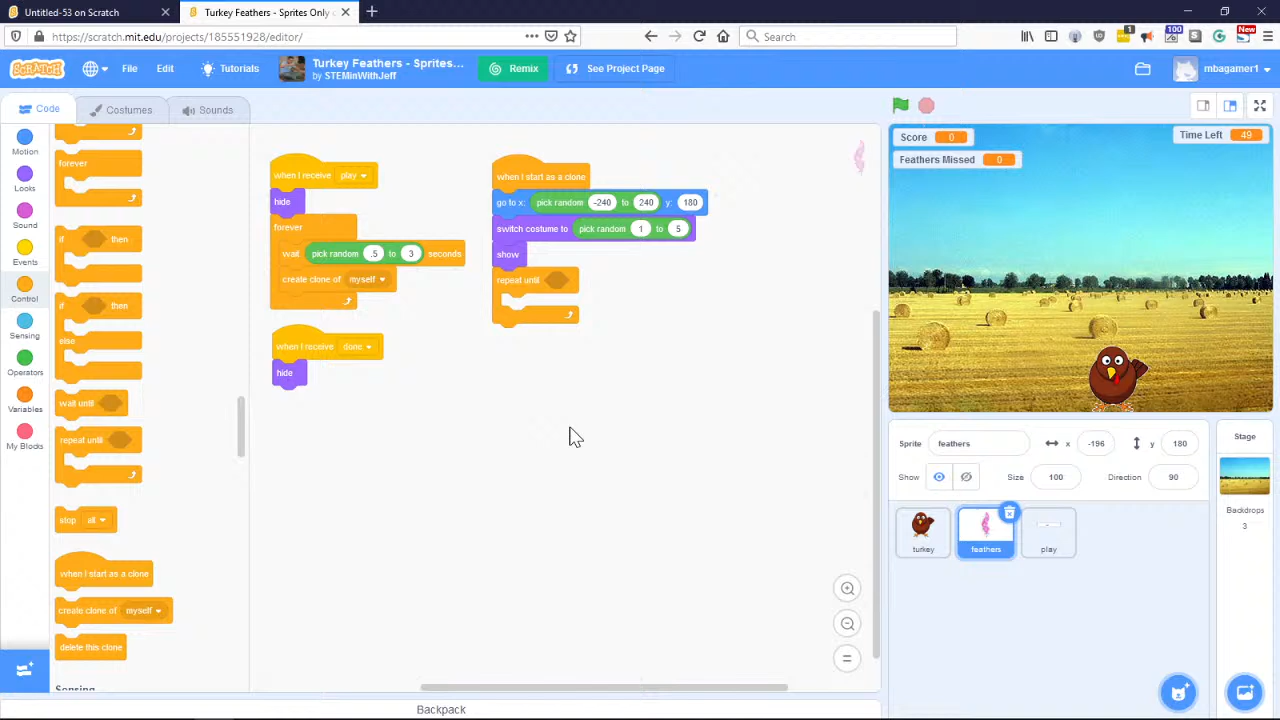 Untitled-53 on Scratch
Turkey Feathers - Sprites Only c
https://scratch.mit.edu/projects/185551928/editor/
Search
1
100
New
SCRATCH
File
Edit
Tutorials
Turkey Feathers - Sprites...
by STEMinWithJeff
Remix
See Project Page
mbagamer1
Code
Costumes
Sounds
Motion
Looks
Sound
Events
Control
Sensing
Operators
Variables
My Blocks
forever
if then
if then
else
wait until
repeat until
stop all
when I start as a clone
create clone of myself
delete this clone
Sensing
when I receive play
hide
forever
wait pick random .5 to 3 seconds
create clone of myself
when I receive done
hide
when I start as a clone
go to x: pick random -240 to 240 y: 180
switch costume to pick random 1 to 5
show
repeat until
Score 0
Time Left 49
Feathers Missed 0
Sprite feathers x -196 y 180
Show Size 100 Direction 90
turkey
feathers
play
Stage
Backdrops
3
Backpack